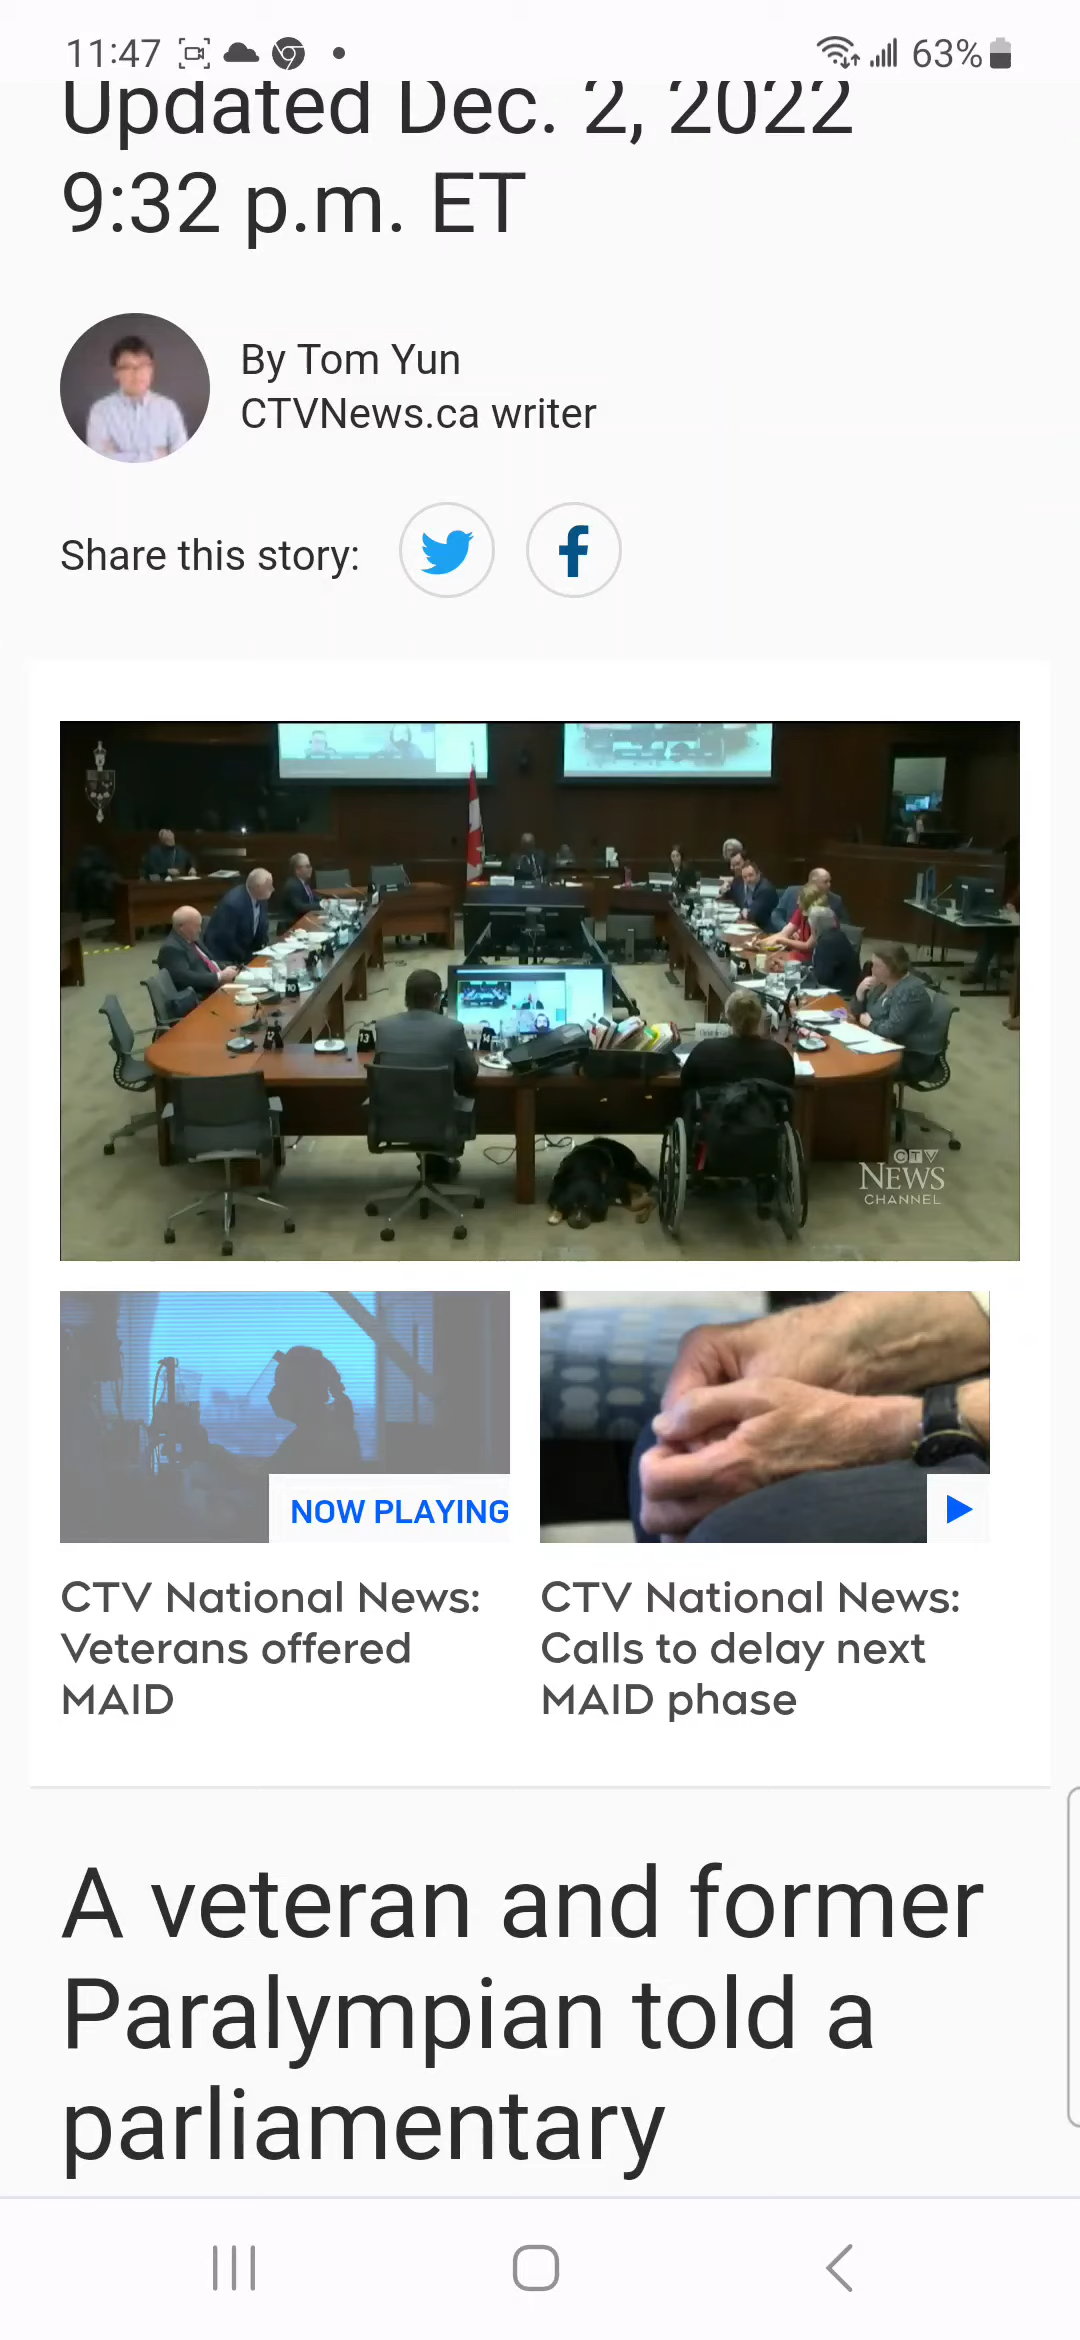 11:47
63%
Updated Dec. 2, 2022
9:32 p.m. ET
By Tom Yun
CTVNews.ca writer
Share this story:
13
14
CTV
NEWS
CHANNEL
NOW PLAYING
CTV National News:
Veterans offered
MAID
CTV National News:
Calls to delay next
MAID phase
A veteran and former
Paralympian told a
parliamentary